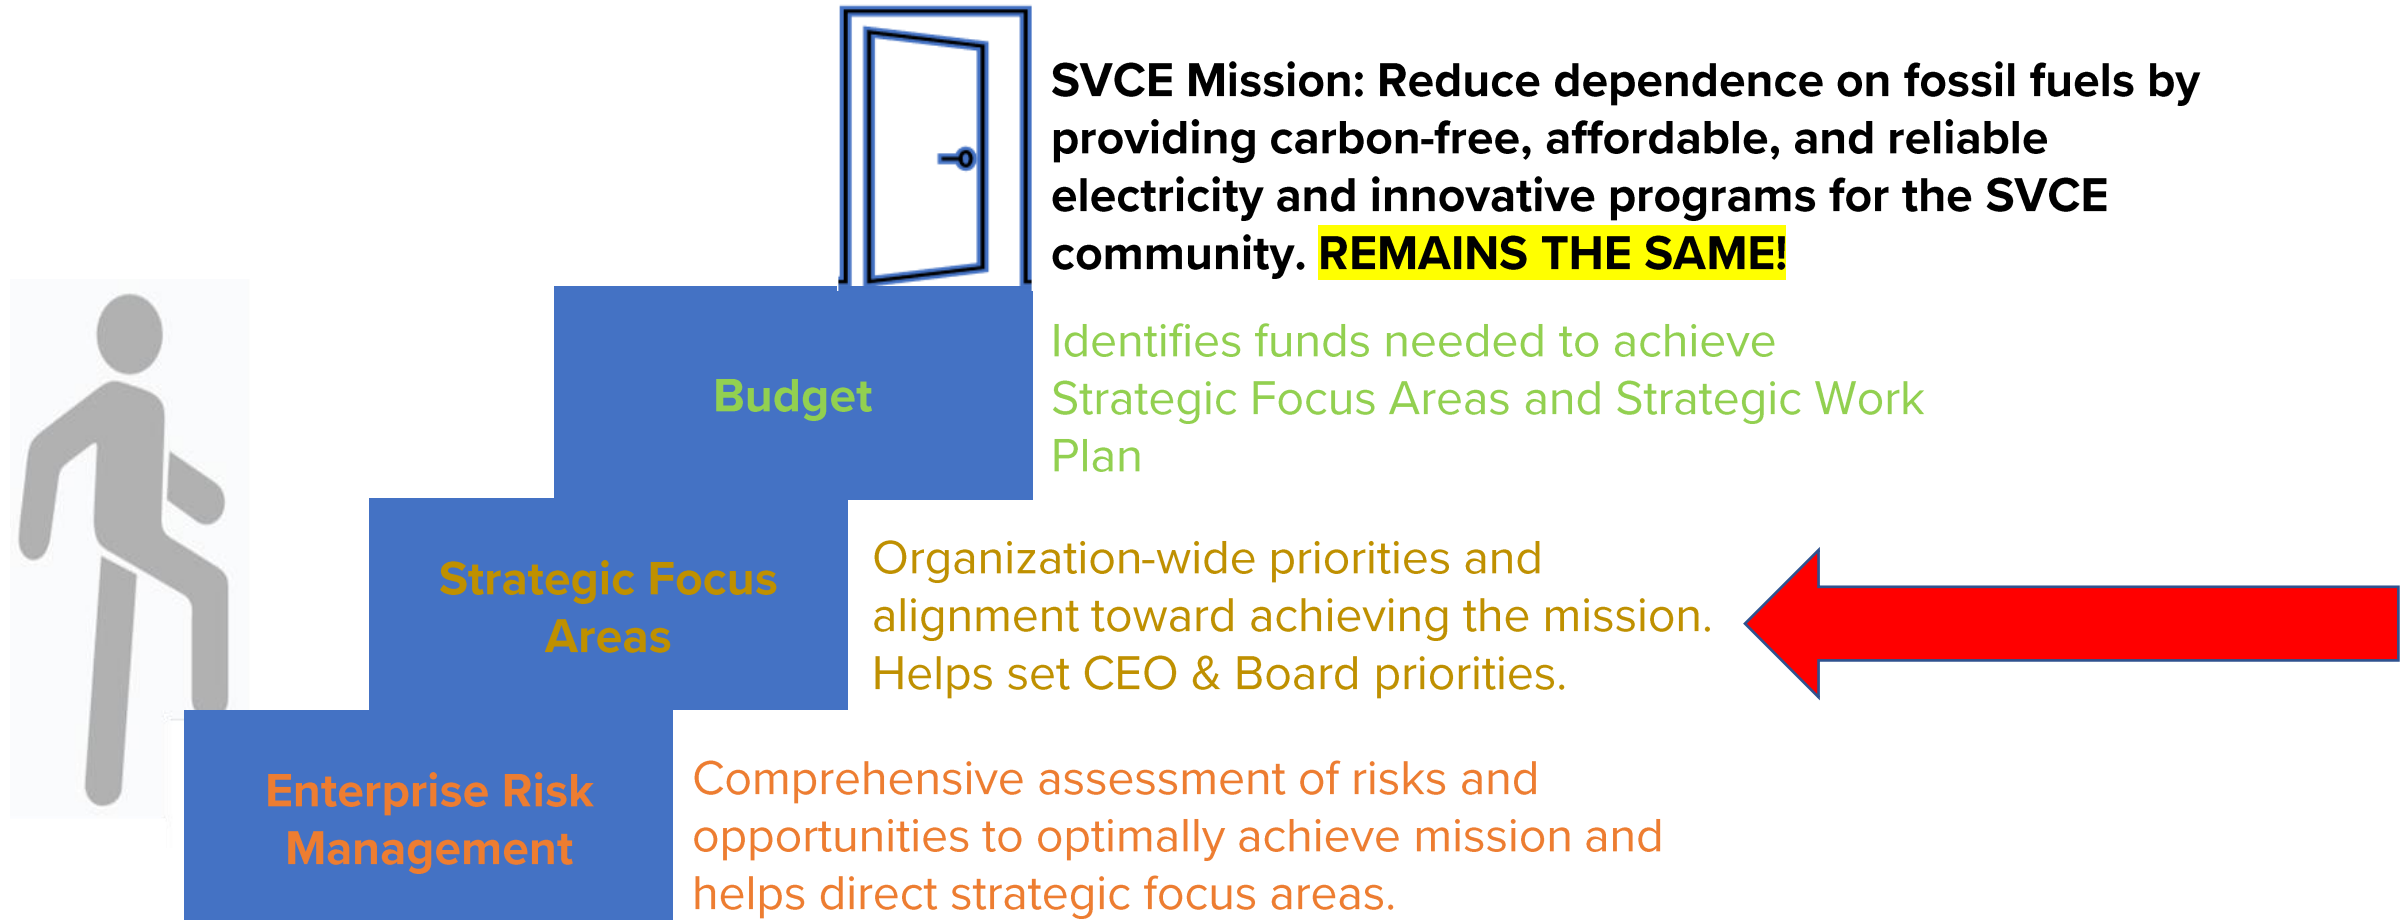 SVCE Mission: Reduce dependence on fossil fuels by
providing carbon-free, affordable, and reliable
electricity and innovative programs for the SVCE
community. REMAINS THE SAME!
Budget
Identifies funds needed to achieve
Strategic Focus Areas and Strategic Work
Plan
Strategic Focus
Areas
Organization-wide priorities and
alignment toward achieving the mission.
Helps set CEO & Board priorities.
Enterprise Risk
Management
Comprehensive assessment of risks and
opportunities to optimally achieve mission and
helps direct strategic focus areas.